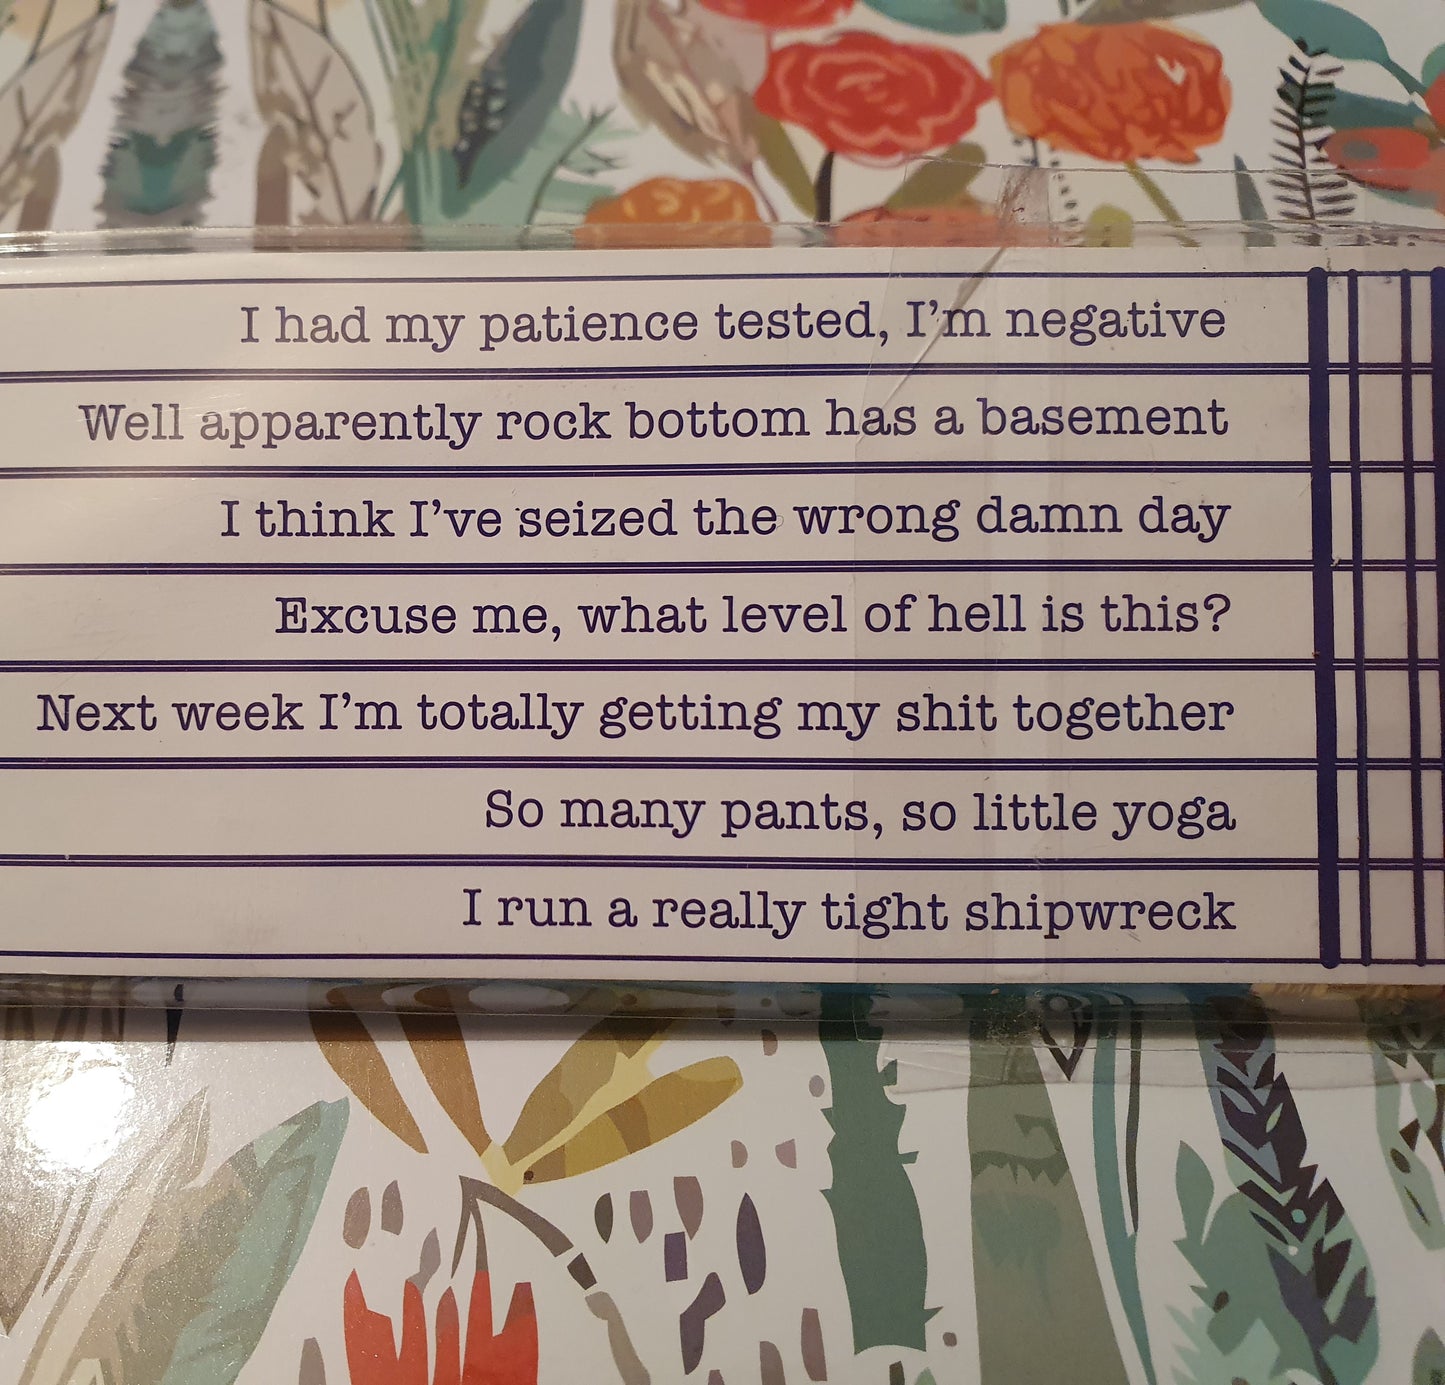 I had my patience tested, I'm negative
Well apparently rock bottom has a basement
I think I've seized the wrong damn day
Excuse me, what level of hell is this?
Next week I'm totally getting my shit together
So many pants, so little yoga
I run a really tight shipwreck